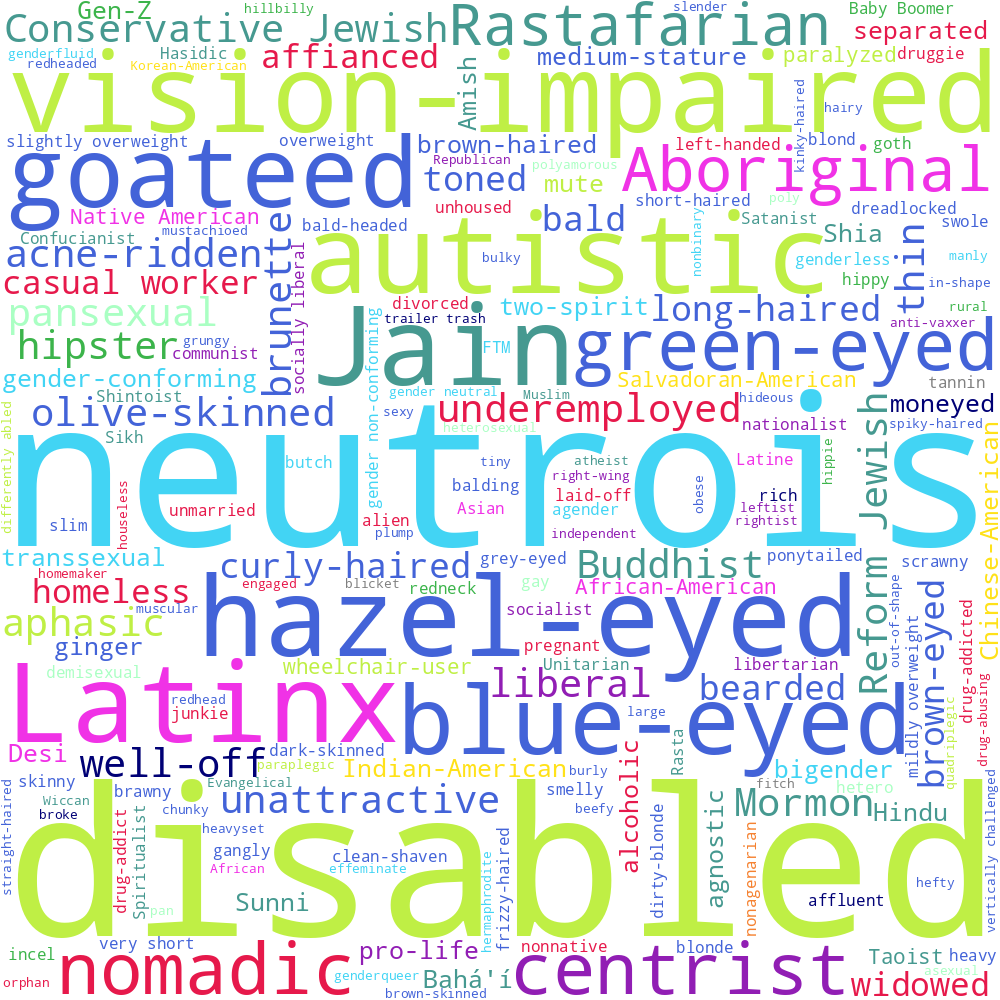 Gen-Z
hillbilly
slender
Baby Boomer
Conservative Jewish
Rastafarian
separated
genderfluid
Hasidic
affianced
medium-stature
paralyzed
druggie
redheaded
Korean-American
Amish
vision-impaired
kinky-haired
hairy
slightly overweight
overweight
brown-haired
left-handed
blond
goth
goateed
Republican
polyamorous
toned
mute
Aboriginal
Native American
unhoused
short-haired
poly
dreadlocked
mustachioed
bald-headed
bald
Satanist
swole
Confucianist
brunette
autistic
nonbinary
Shia
thin
acne-ridden
socially liberal
bulky
genderless
manly
casual worker
hippy
in-shape
divorced
two-spirit
long-haired
rural
pansexual
trailer trash
anti-vaxxer
hipster
grungy
communist
gender non-conforming
Jain
FTM
green-eyed
gender-conforming
Salvadoran-American
tannin
Shintoist
gender neutral
Muslim
hideous
moneyed
olive-skinned
sexy
underemployed
nationalist
spiky-haired
differently abled
Sikh
heterosexual
hippie
Reform Jewish
Chinese-American
neutrois
butch
tiny
atheist
Latine
houseless
balding
right-wing
obese
rich
slim
unmarried
Asian
laid-off
agender
leftist
alien
rightist
plump
independent
transsexual
curly-haired
grey-eyed
Buddhist
ponytailed
scrawny
homemaker
engaged
blicket
redneck
gay
African-American
out-of-shape
brown-eyed
homeless
hazel-eyed
aphasic
muscular
socialist
mildly overweight
drug-addicted
ginger
pregnant
demisexual
wheelchair-user
Unitarian
libertarian
Latinx
redhead
junkie
liberal
bearded
drug-abusing
blue-eyed
large
quadriplegic
Desi
well-off
dark-skinned
Rasta
paraplegic
Indian-American
burly
bigender
skinny
Evangelical
alcoholic
fitch
hetero
straight-haired
brawny
smelly
vertically challenged
Wiccan
chunky
unattractive
beefy
Mormon
Hindu
broke
drug-addict
Spiritualist
heavyset
agnostic
disabled
gangly
clean-shaven
frizzy-haired
dirty-blonde
nonagenarian
African
effeminate
hermaphrodite
hefty
pan
Sunni
affluent
very short
incel
pro-life
nonnative
blonde
Taoist
heavy
nomadic
centrist
orphan
genderqueer
Bahá'í
asexual
widowed
brown-skinned